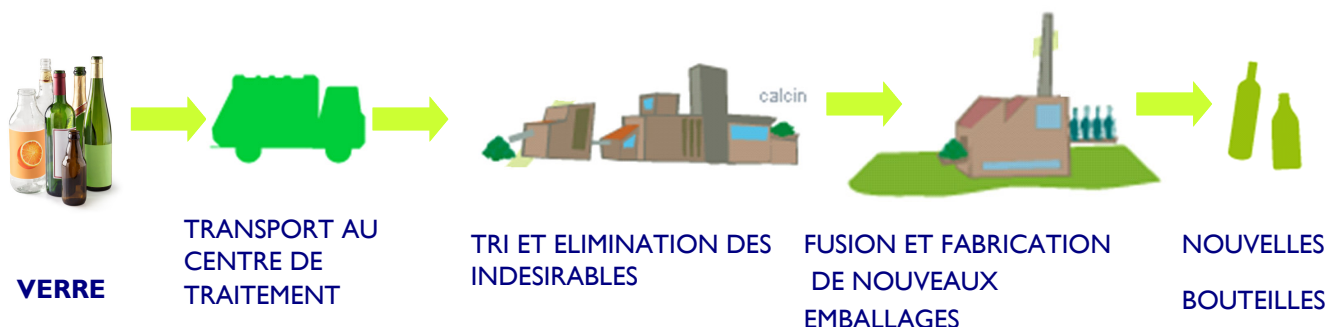 calcin
VERRE
TRANSPORT AU
CENTRE DE
TRAITEMENT
TRI ET ELIMINATION DES
INDESIRABLES
FUSION ET FABRICATION
DE NOUVEAUX
EMBALLAGES
NOUVELLES
BOUTEILLES